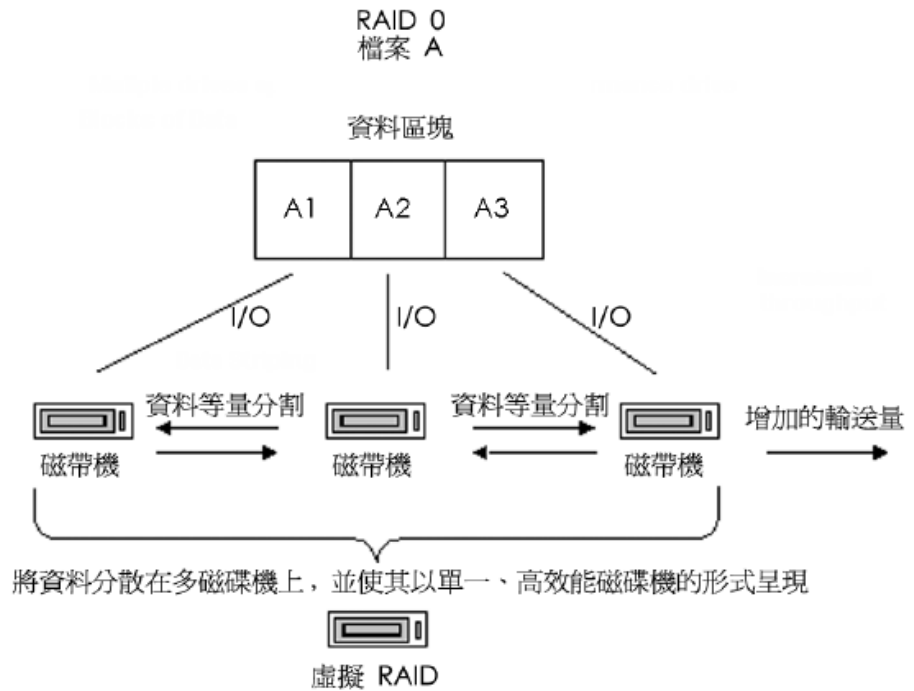 RAID 0
檔案 A
資料區塊
A1 A2 A3
I/O I/O I/O
資料等量分割 資料等量分割 增加的輸送量
磁帶機 磁帶機 磁帶機
將資料分散在多磁碟機上，並使其以單一、高效能磁碟機的形式呈現
虛擬 RAID